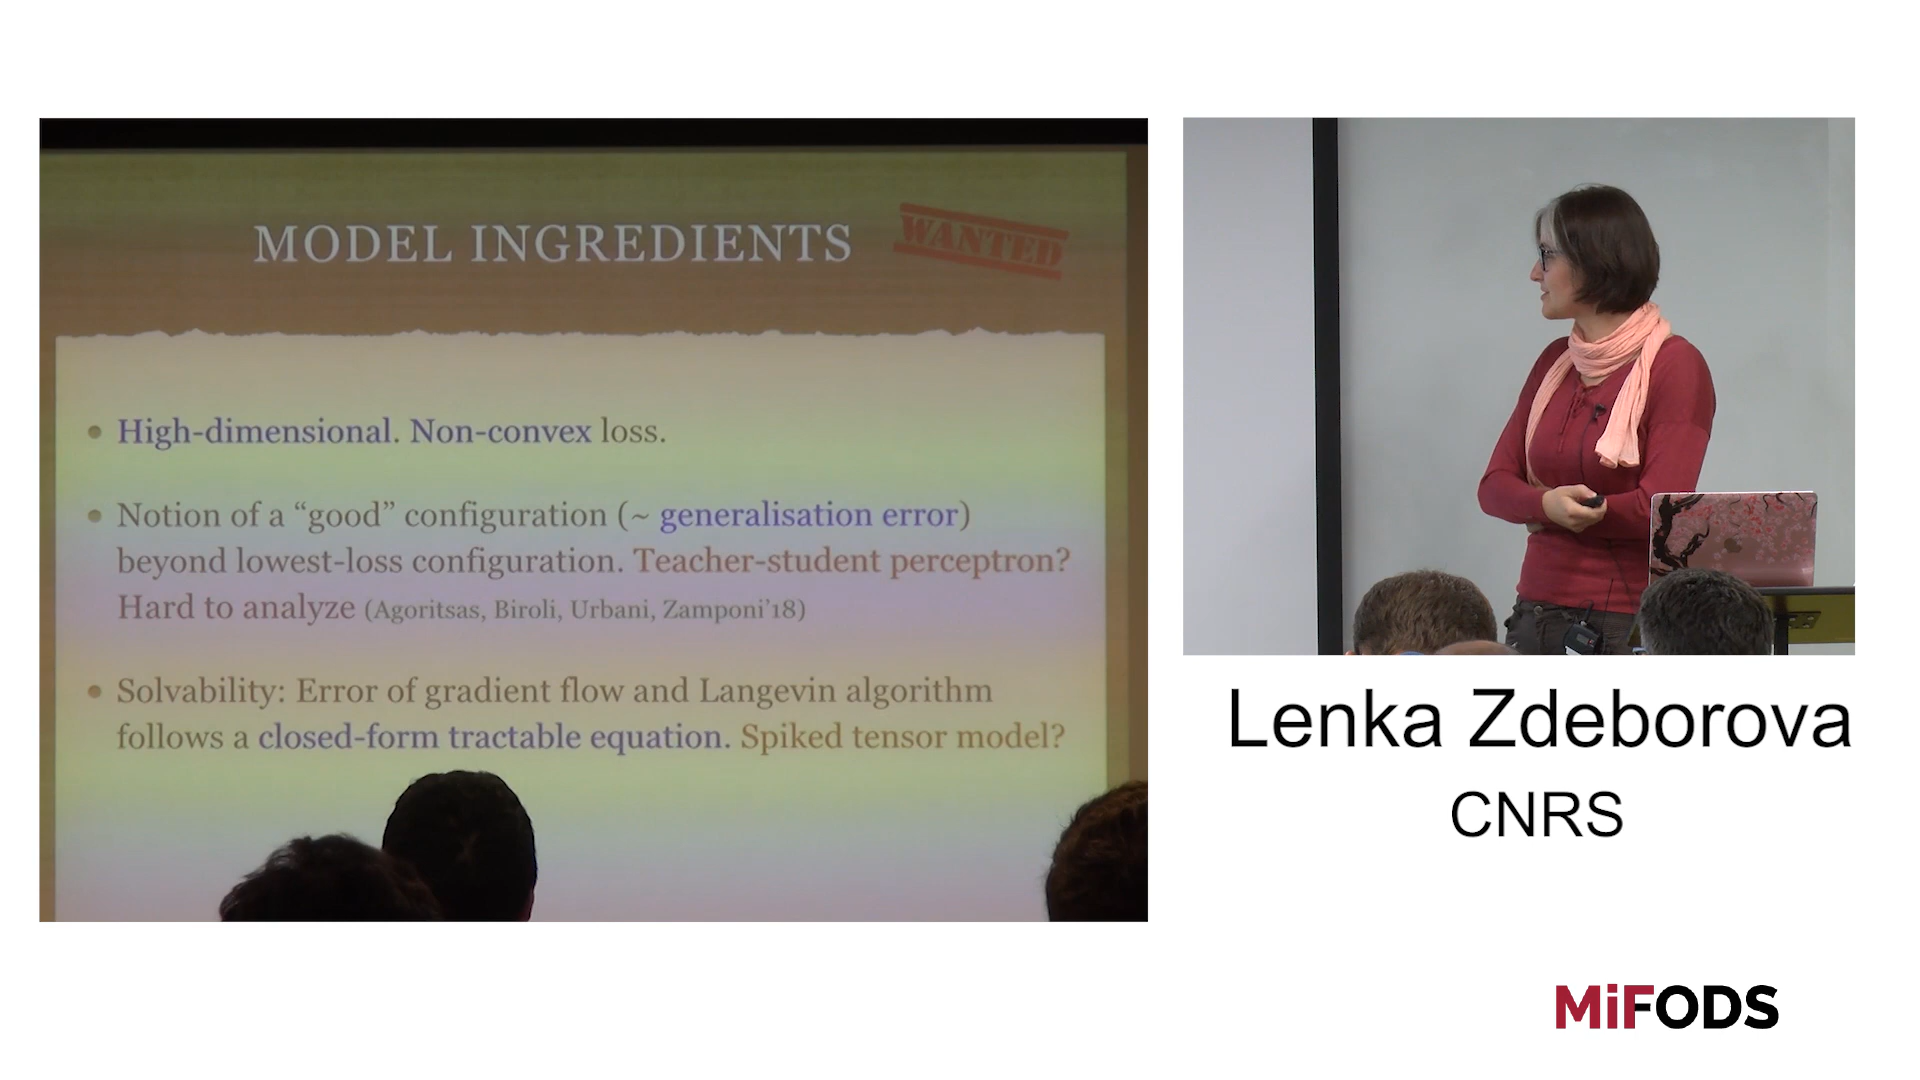 MODEL INGREDIENTS
WANTED
High-dimensional. Non-convex loss.
Notion of a “good” configuration (~ generalisation error)
beyond lowest-loss configuration. Teacher-student perceptron?
Hard to analyze (Agoritsas, Biroli, Urbani, Zamponi’18)
Solvability: Error of gradient flow and Langevin algorithm
follows a closed-form tractable equation. Spiked tensor model?
Lenka Zdeborova
CNRS
MiFODS